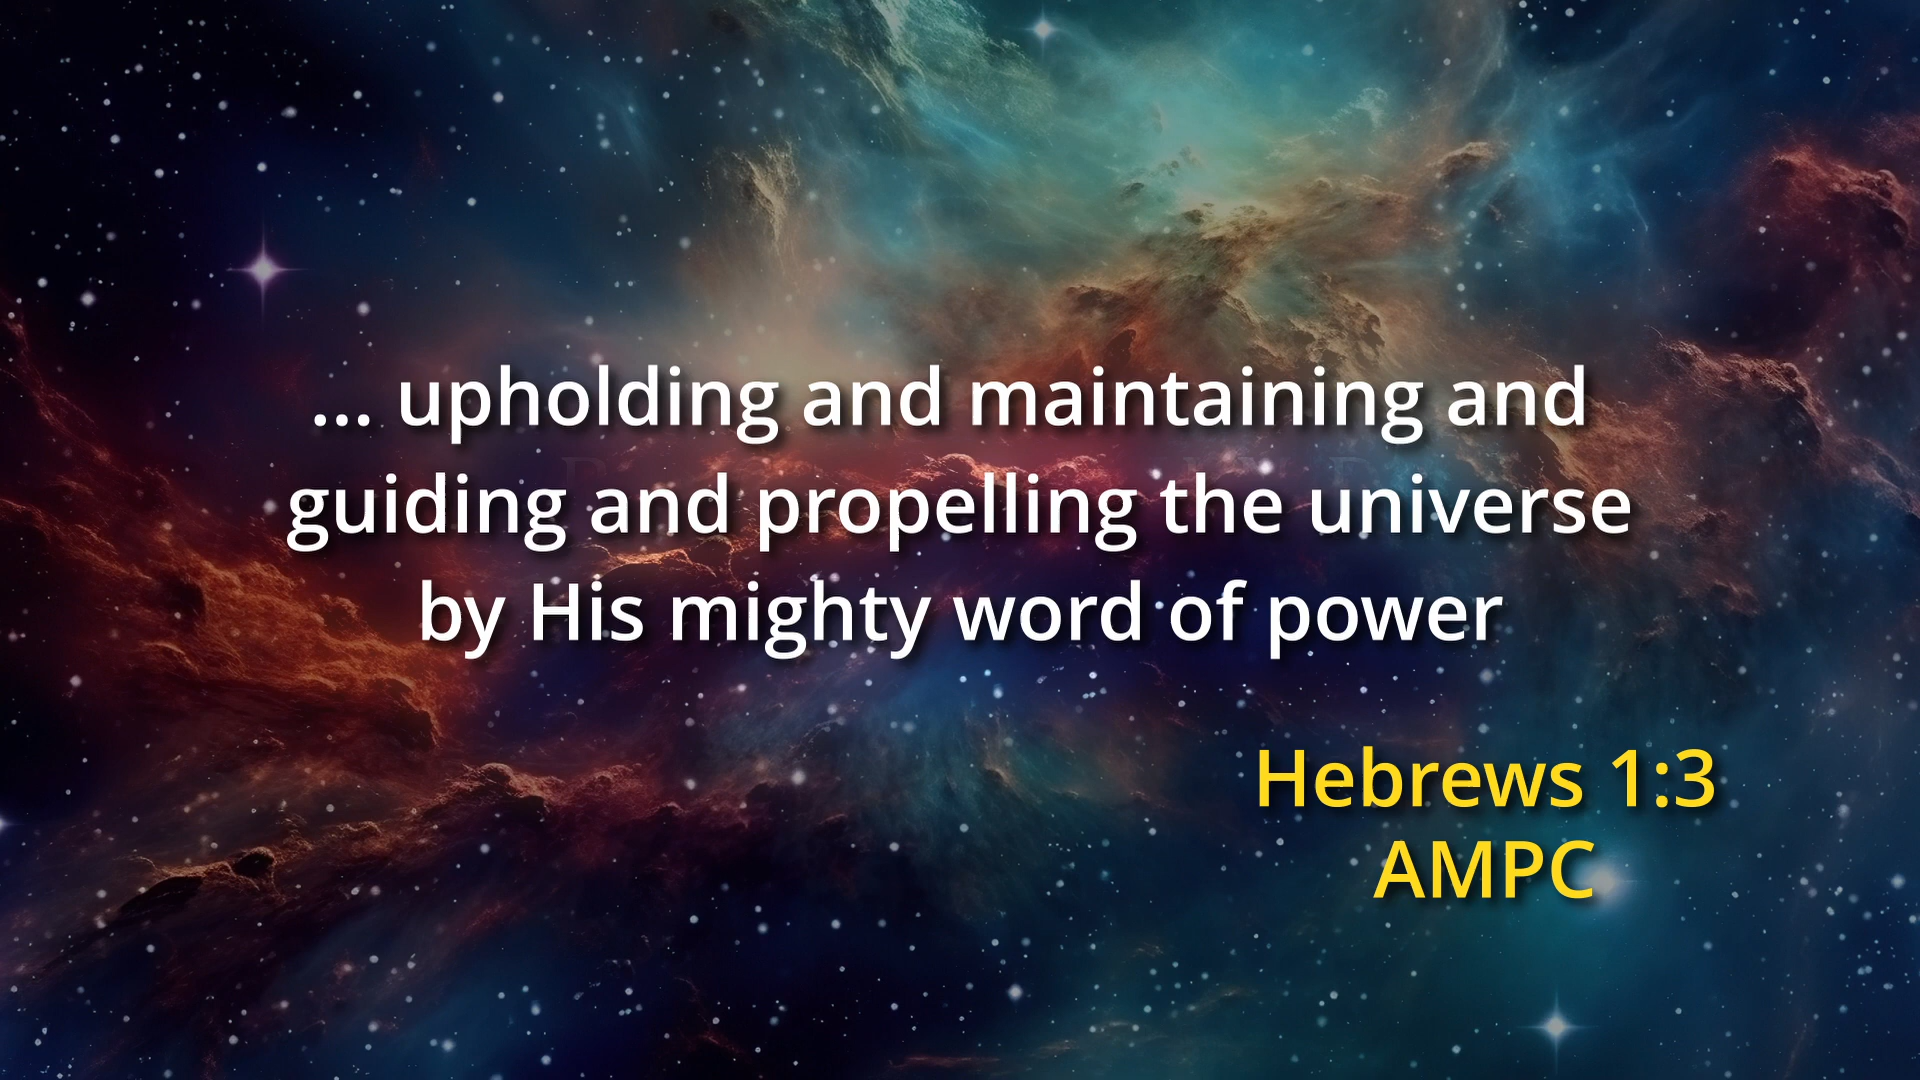 ... upholding and maintaining and
guiding and propelling the universe
by His mighty word of power
Hebrews 1:3
AMPC